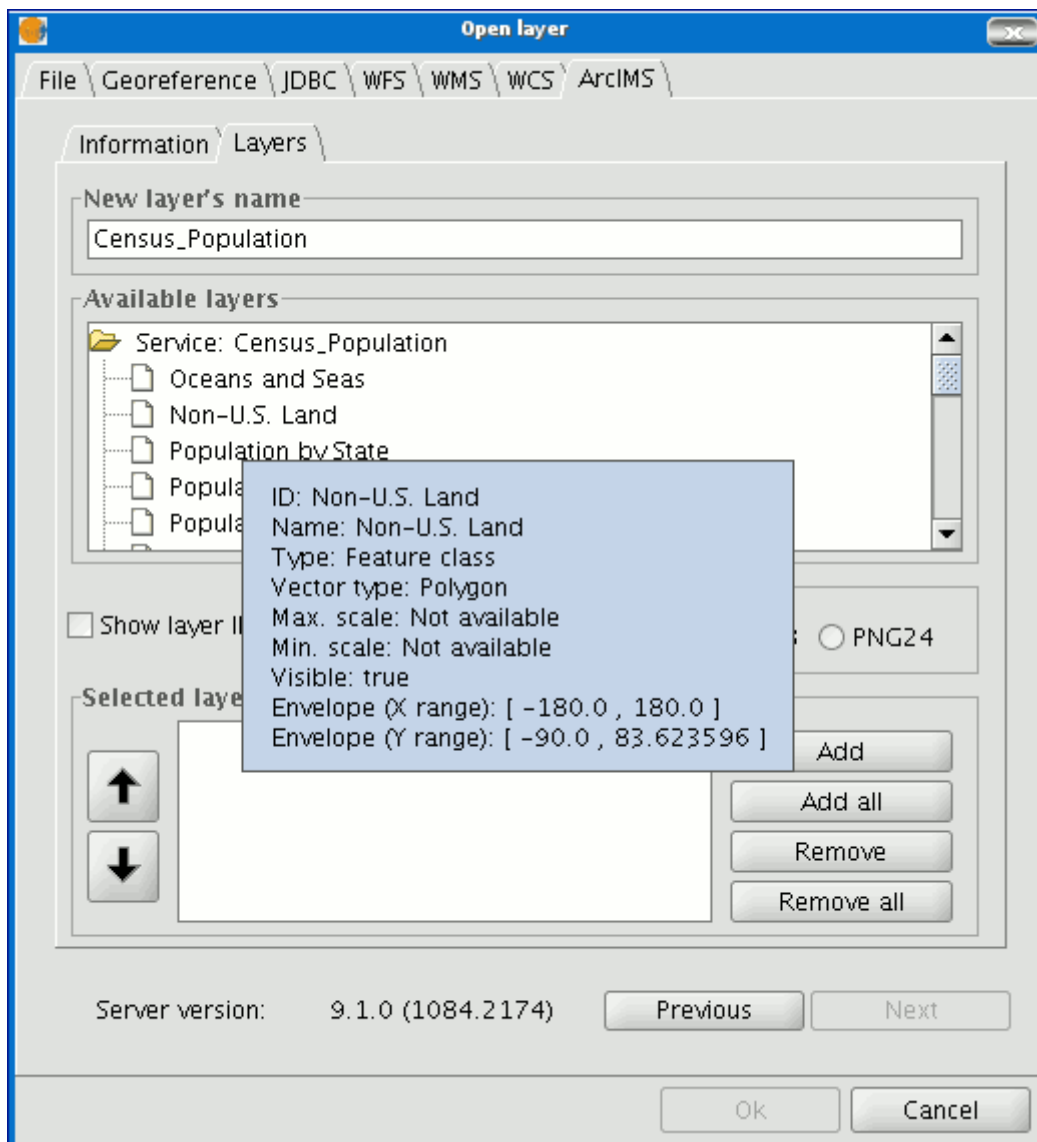 Open layer
File Georeference JDBC WFS WMS WCS ArcIMS
Information Layers
New layer's name
Census_Population
Available layers
Service: Census_Population
Oceans and Seas
Non-U.S. Land
Population by State
ID: Non-U.S. Land
Name: Non-U.S. Land
Type: Feature class
Vector type: Polygon
Max. scale: Not available
Min. scale: Not available
Visible: true
Envelope (X range): [ -180.0 , 180.0 ]
Envelope (Y range): [ -90.0 , 83.623596 ]
Show layer
PNG24
Selected
Add
Add all
Remove
Remove all
Server version: 9.1.0 (1084.2174) Previous Next
Ok Cancel